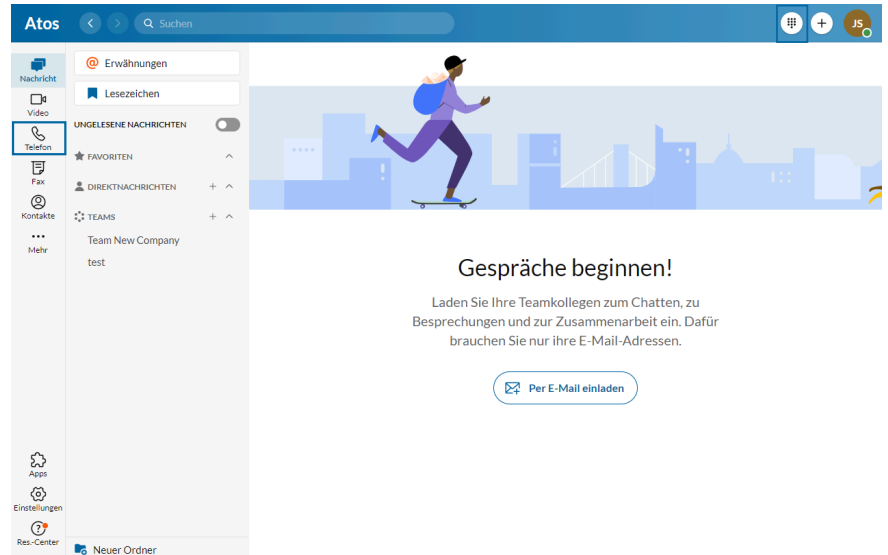 Atos
Suchen
JS
Nachricht
Video
Telefon
Fax
Kontakte
Mehr
Apps
Einstellungen
Res.-Center
@ Erwähnungen
Lesezeichen
UNGELESENE NACHRICHTEN
FAVORITEN
DIREKTNACHRICHTEN
TEAMS
Team New Company
test
Neuer Ordner
Gespräche beginnen!
Laden Sie Ihre Teamkollegen zum Chatten, zu
Besprechungen und zur Zusammenarbeit ein. Dafür
brauchen Sie nur ihre E-Mail-Adressen.
Per E-Mail einladen